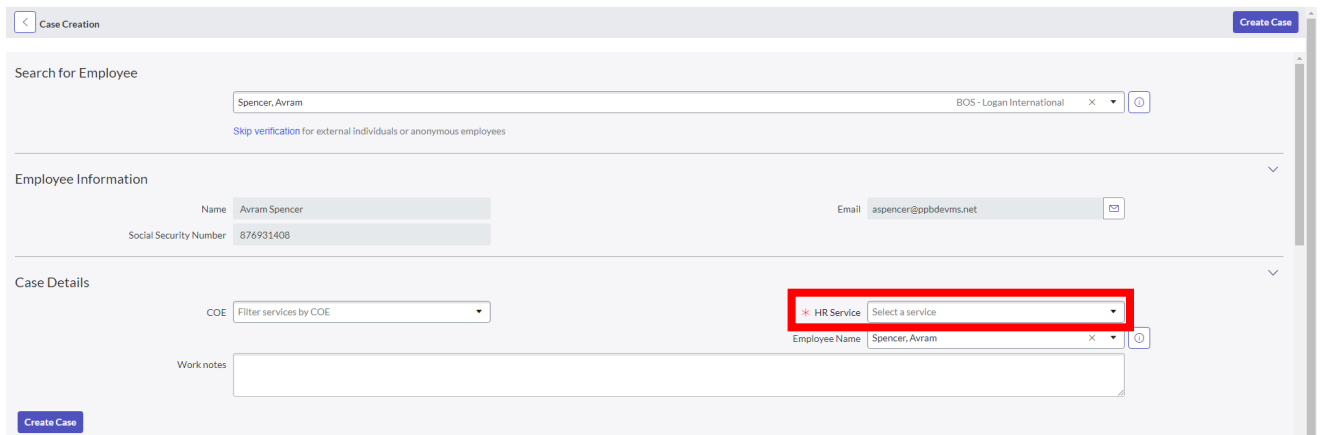 Case Creation
Create Case
Search for Employee
Spencer, Avram
BOS - Logan International
Skip verification for external individuals or anonymous employees
Employee Information
Name
Avram Spencer
Email
aspencer@ppbdevms.net
Social Security Number
876931408
Case Details
COE
Filter services by COE
* HR Service
Select a service
Employee Name
Spencer, Avram
Work notes
Create Case